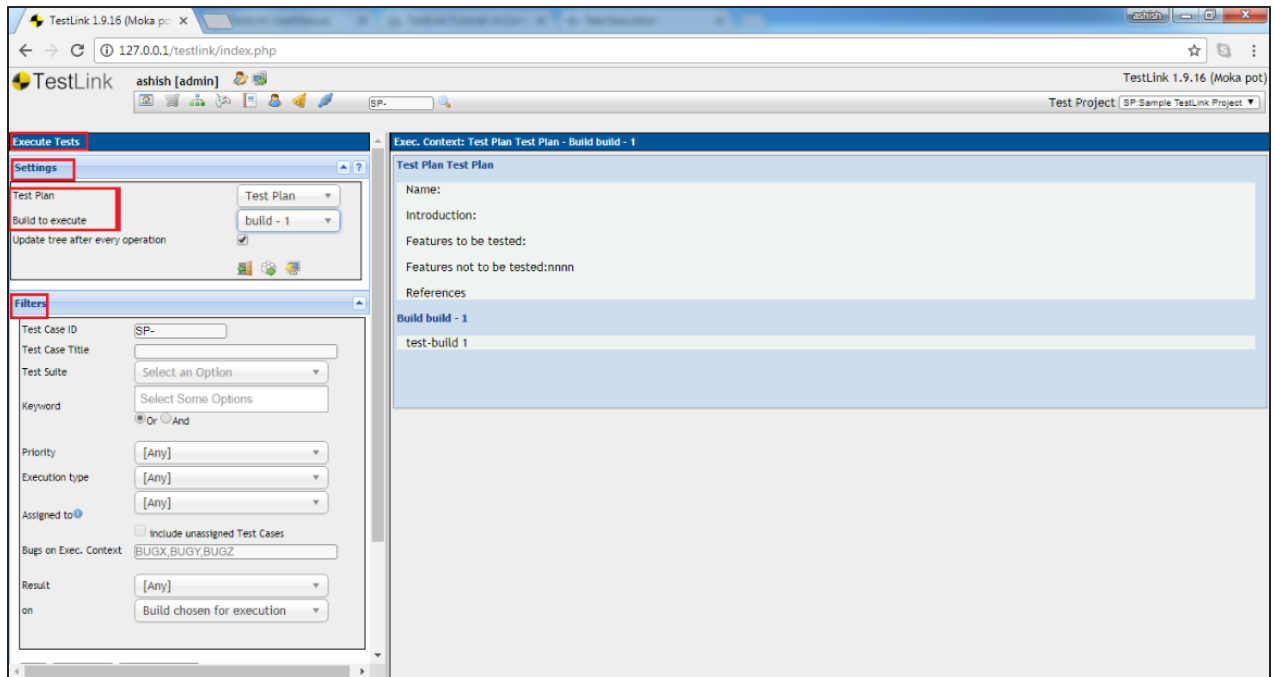 TestLink 1.9.16 (Moka po
ashish
127.0.0.1/testlink/index.php
TestLink
ashish [admin]
TestLink 1.9.16 (Moka pot)
SP-
Test Project
SP:Sample TestLink Project
Execute Tests
Settings
Test Plan
Test Plan
Build to execute
build - 1
Update tree after every operation
Filters
Test Case ID
SP-
Test Case Title
Test Suite
Select an Option
Keyword
Select Some Options
Or And
Priority
[Any]
Execution type
[Any]
[Any]
Assigned to
include unassigned Test Cases
Bugs on Exec. Context
BUGX,BUGY,BUGZ
Result
[Any]
on
Build chosen for execution
Exec. Context: Test Plan Test Plan - Build build - 1
Test Plan Test Plan
Name:
Introduction:
Features to be tested:
Features not to be tested:nnnn
References
Build build - 1
test-build 1